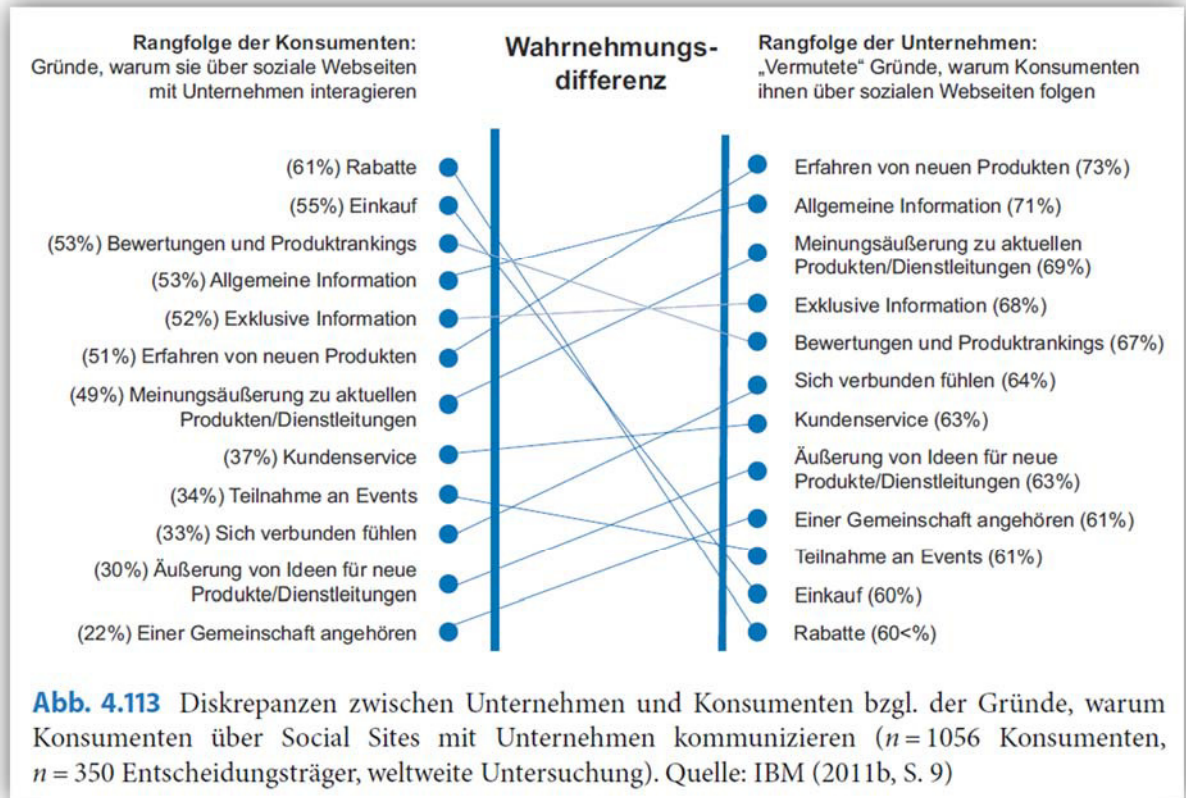 Rangfolge der Konsumenten:
Gründe, warum sie über soziale Webseiten
mit Unternehmen interagieren
Wahrnehmungs-
differenz
Rangfolge der Unternehmen:
„Vermutete“ Gründe, warum Konsumenten
ihnen über sozialen Webseiten folgen
(61%) Rabatte
(55%) Einkauf
(53%) Bewertungen und Produktrankings
(53%) Allgemeine Information
(52%) Exklusive Information
(51%) Erfahren von neuen Produkten
(49%) Meinungsäußerung zu aktuellen
Produkten/Dienstleitungen
(37%) Kundenservice
(34%) Teilnahme an Events
(33%) Sich verbunden fühlen
(30%) Äußerung von Ideen für neue
Produkte/Dienstleitungen
(22%) Einer Gemeinschaft angehören
Erfahren von neuen Produkten (73%)
Allgemeine Information (71%)
Meinungsäußerung zu aktuellen
Produkten/Dienstleitungen (69%)
Exklusive Information (68%)
Bewertungen und Produktrankings (67%)
Sich verbunden fühlen (64%)
Kundenservice (63%)
Äußerung von Ideen für neue
Produkte/Dienstleitungen (63%)
Einer Gemeinschaft angehören (61%)
Teilnahme an Events (61%)
Einkauf (60%)
Rabatte (60<%)
Abb. 4.113 Diskrepanzen zwischen Unternehmen und Konsumenten bzgl. der Gründe, warum
Konsumenten über Social Sites mit Unternehmen kommunizieren (n = 1056 Konsumenten,
n = 350 Entscheidungsträger, weltweite Untersuchung). Quelle: IBM (2011b, S. 9)